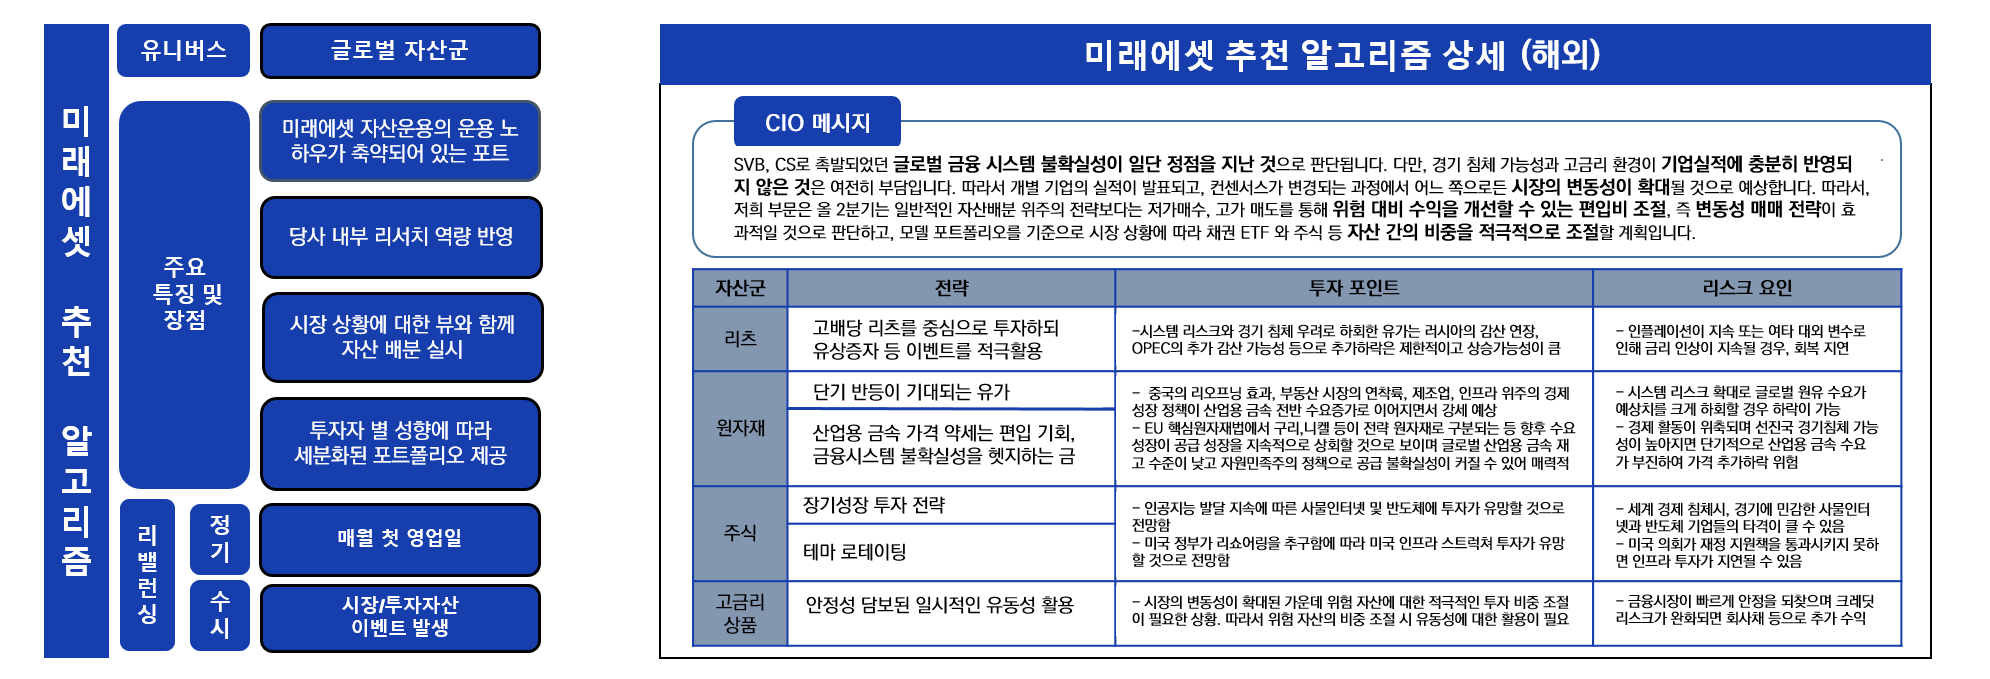 미래에셋 추천 알고리즘
유니버스
글로벌 자산군
주요
특징 및
장점
미래에셋 자산운용의 운용 노
하우가 축약되어 있는 포트
당사 내부 리서치 역량 반영
시장 상황에 대한 뷰와 함께
자산 배분 실시
투자자 별 성향에 따라
세분화된 포트폴리오 제공
리밸런싱
정기
매월 첫 영업일
수시
시장/투자자산
이벤트 발생
미래에셋 추천 알고리즘 상세 (해외)
CIO 메시지
SVB, CS로 촉발되었던 글로벌 금융 시스템 불확실성이 일단 정점을 지난 것으로 판단됩니다. 다만, 경기 침체 가능성과 고금리 환경이 기업실적에 충분히 반영되
지 않은 것은 여전히 부담입니다. 따라서 개별 기업의 실적이 발표되고, 컨센서스가 변경되는 과정에서 어느 쪽으로든 시장의 변동성이 확대될 것으로 예상합니다. 따라서,
저희 부문은 올 2분기는 일반적인 자산배분 위주의 전략보다는 저가매수, 고가 매도를 통해 위험 대비 수익을 개선할 수 있는 편입비 조절, 즉 변동성 매매 전략이 효
과적일 것으로 판단하고, 모델 포트폴리오를 기준으로 시장 상황에 따라 채권 ETF 와 주식 등 자산 간의 비중을 적극적으로 조절할 계획입니다.
자산군
전략
투자 포인트
리스크 요인
리츠
고배당 리츠를 중심으로 투자하되
유상증자 등 이벤트를 적극활용
-시스템 리스크와 경기 침체 우려로 하회한 유가는 러시아의 감산 연장,
OPEC의 추가 감산 가능성 등으로 추가하락은 제한적이고 상승가능성이 큼
- 인플레이션이 지속 또는 여타 대외 변수로
인해 금리 인상이 지속될 경우, 회복 지연
원자재
단기 반등이 기대되는 유가
산업용 금속 가격 약세는 편입 기회,
금융시스템 불확실성을 헷지하는 금
- 중국의 리오프닝 효과, 부동산 시장의 연착륙, 제조업, 인프라 위주의 경제
성장 정책이 산업용 금속 전반 수요증가로 이어지면서 강세 예상
- EU 핵심원자재법에서 구리,니켈 등이 전략 원자재로 구분되는 등 향후 수요
성장이 공급 성장을 지속적으로 상회할 것으로 보이며 글로벌 산업용 금속 재
고 수준이 낮고 자원민족주의 정책으로 공급 불확실성이 커질 수 있어 매력적
- 시스템 리스크 확대로 글로벌 원유 수요가
예상치를 크게 하회할 경우 하락이 가능
- 경제 활동이 위축되며 선진국 경기침체 가능
성이 높아지면 단기적으로 산업용 금속 수요
가 부진하여 가격 추가하락 위험
주식
장기성장 투자 전략
테마 로테이팅
- 인공지능 발달 지속에 따른 사물인터넷 및 반도체에 투자가 유망할 것으로
전망함
- 미국 정부가 리쇼어링을 추구함에 따라 미국 인프라 스트럭쳐 투자가 유망
할 것으로 전망함
- 세계 경제 침체시, 경기에 민감한 사물인터
넷과 반도체 기업들의 타격이 클 수 있음
- 미국 의회가 재정 지원책을 통과시키지 못하
면 인프라 투자가 지연될 수 있음
고금리
상품
안정성 담보된 일시적인 유동성 활용
- 시장의 변동성이 확대된 가운데 위험 자산에 대한 적극적인 투자 비중 조절
이 필요한 상황. 따라서 위험 자산의 비중 조절 시 유동성에 대한 활용이 필요
- 금융시장이 빠르게 안정을 되찾으며 크레딧
리스크가 완화되면 회사채 등으로 추가 수익